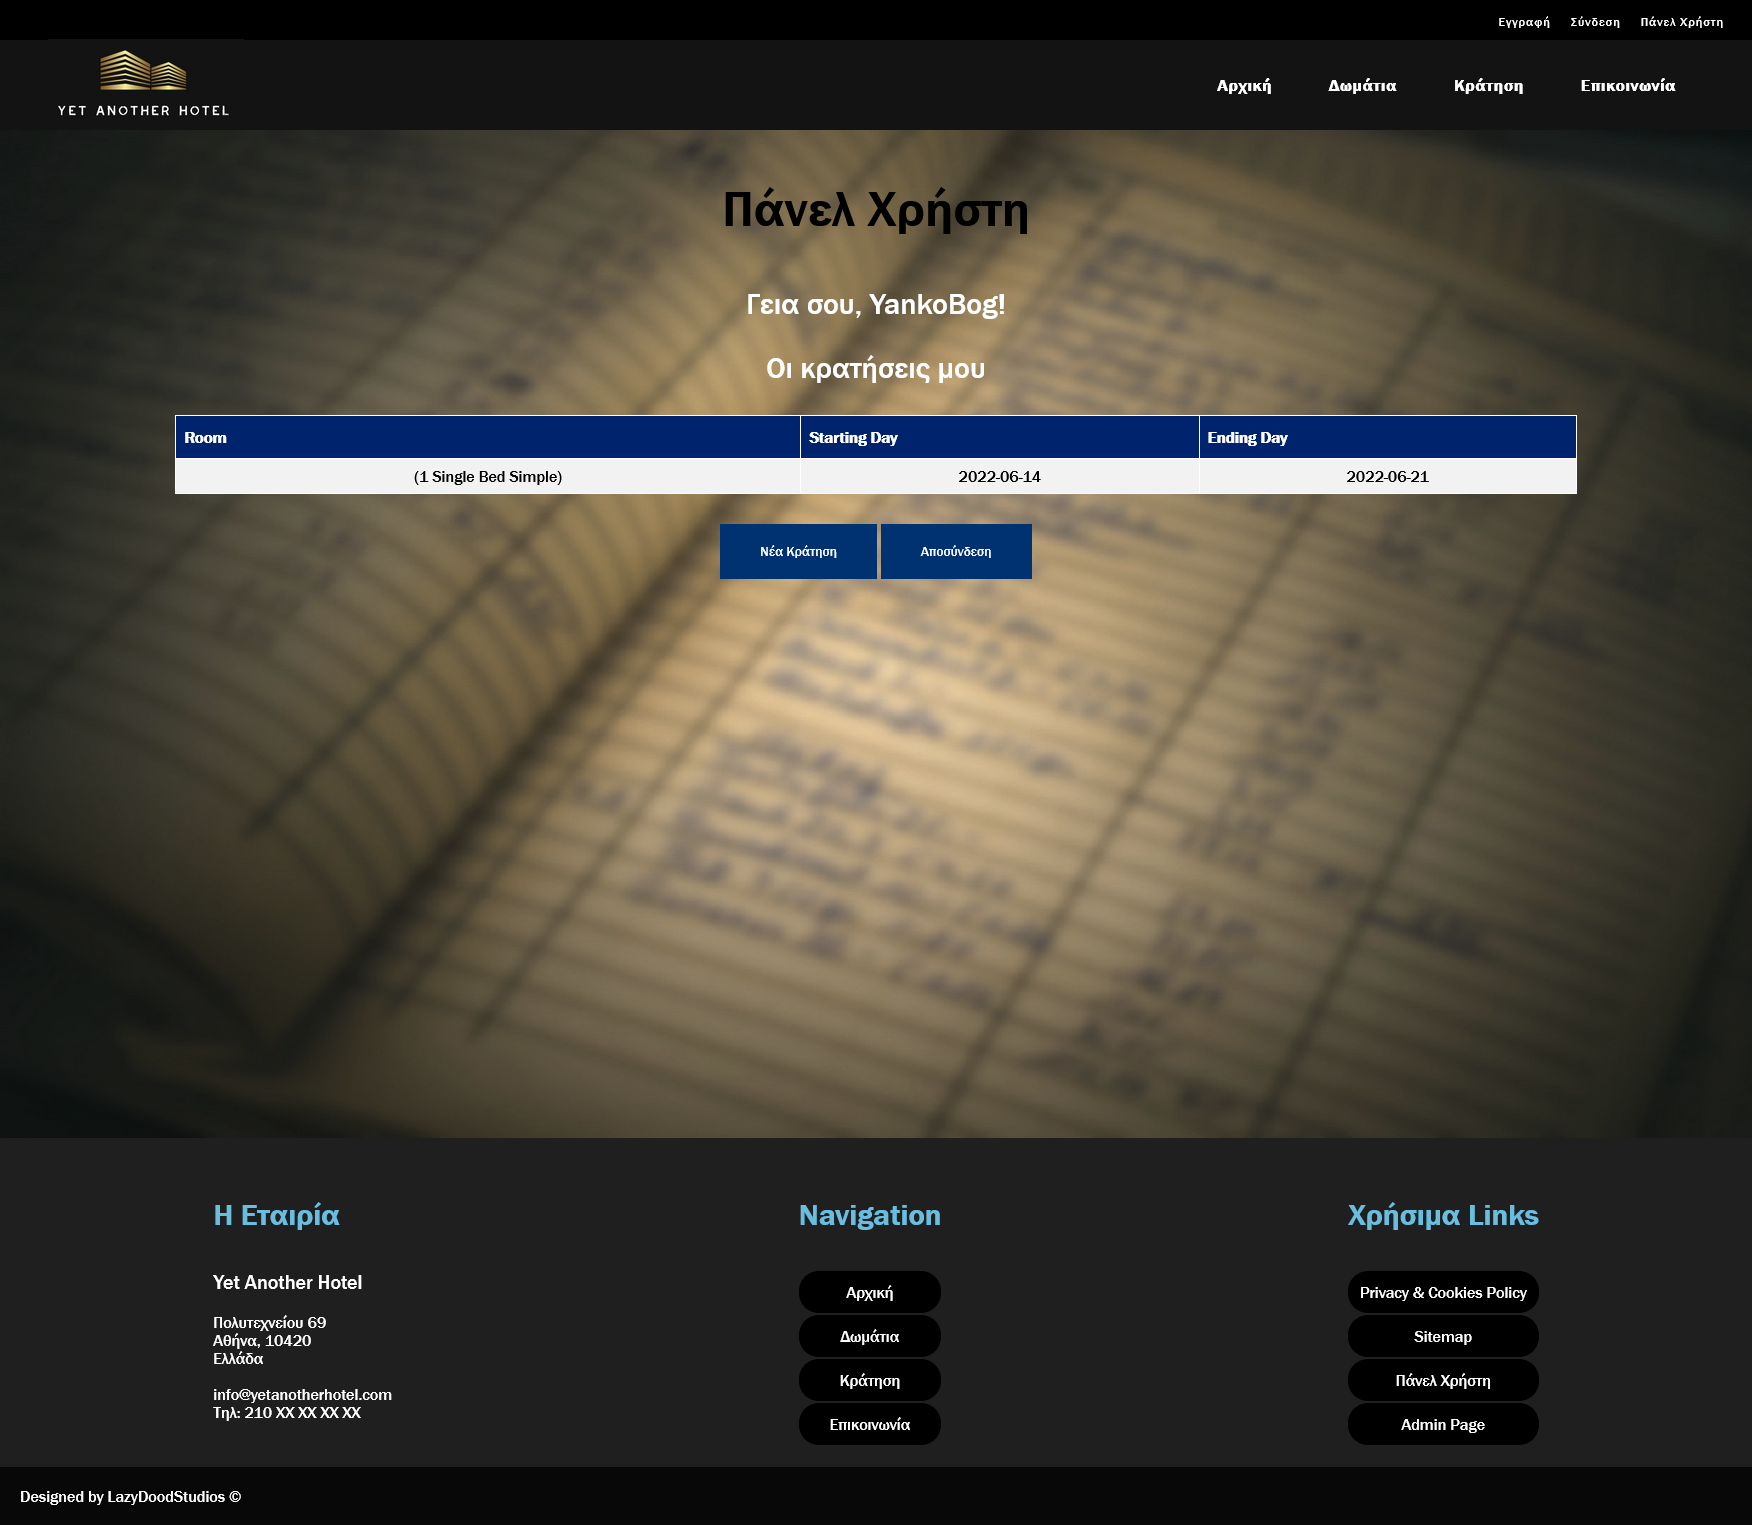 Εγγραφή Σύνδεση Πάνελ Χρήστη
YET ANOTHER HOTEL
Αρχική Δωμάτια Κράτηση Επικοινωνία
Πάνελ Χρήστη
Γεια σου, YankoBog!
Οι κρατήσεις μου
Room Starting Day Ending Day
(1 Single Bed Simple) 2022-06-14 2022-06-21
Νέα Κράτηση Αποσύνδεση
Η Εταιρία
Yet Another Hotel
Πολυτεχνείου 69
Αθήνα, 10420
Ελλάδα
info@yetanotherhotel.com
Τηλ: 210 XX XX XX XX
Navigation
Αρχική
Δωμάτια
Κράτηση
Επικοινωνία
Χρήσιμα Links
Privacy & Cookies Policy
Sitemap
Πάνελ Χρήστη
Admin Page
Designed by LazyDoodStudios ©